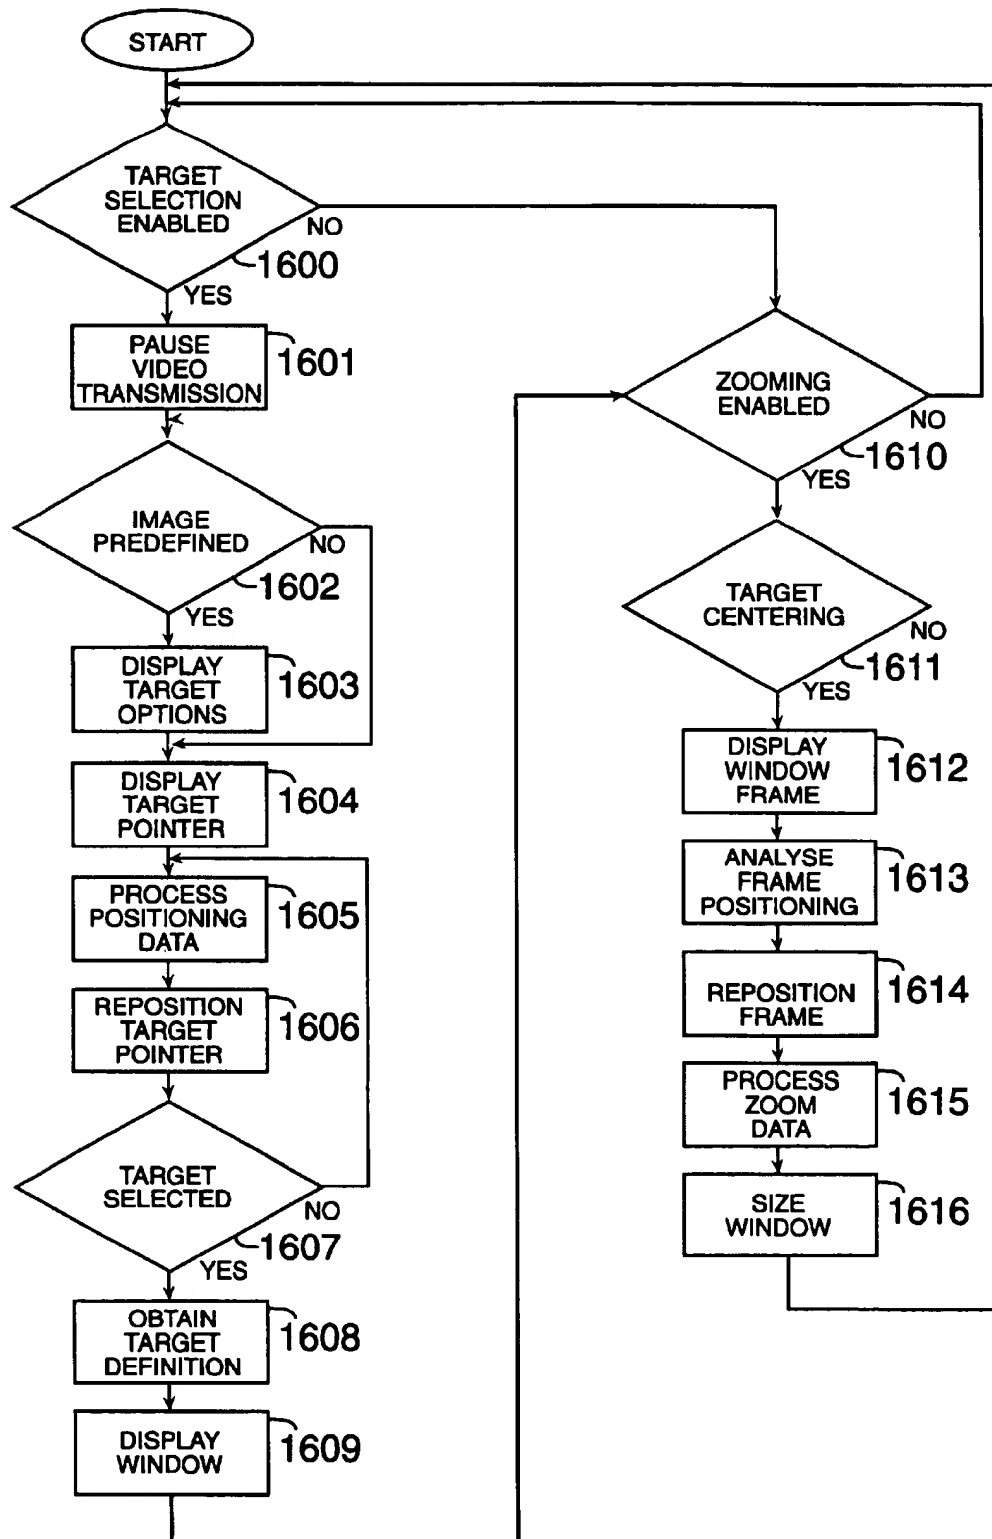 START
TARGET
SELECTION
ENABLED
NO
1600
YES
PAUSE
VIDEO
TRANSMISSION
1601
IMAGE
PREDEFINED
NO
1602
YES
DISPLAY
TARGET
OPTIONS
1603
DISPLAY
TARGET
POINTER
1604
PROCESS
POSITIONING
DATA
1605
REPOSITION
TARGET
POINTER
1606
TARGET
SELECTED
NO
1607
YES
OBTAIN
TARGET
DEFINITION
1608
DISPLAY
WINDOW
1609
ZOOMING
ENABLED
NO
1610
YES
TARGET
CENTERING
NO
1611
YES
DISPLAY
WINDOW
FRAME
1612
ANALYSE
FRAME
POSITIONING
1613
REPOSITION
FRAME
1614
PROCESS
ZOOM
DATA
1615
SIZE
WINDOW
1616